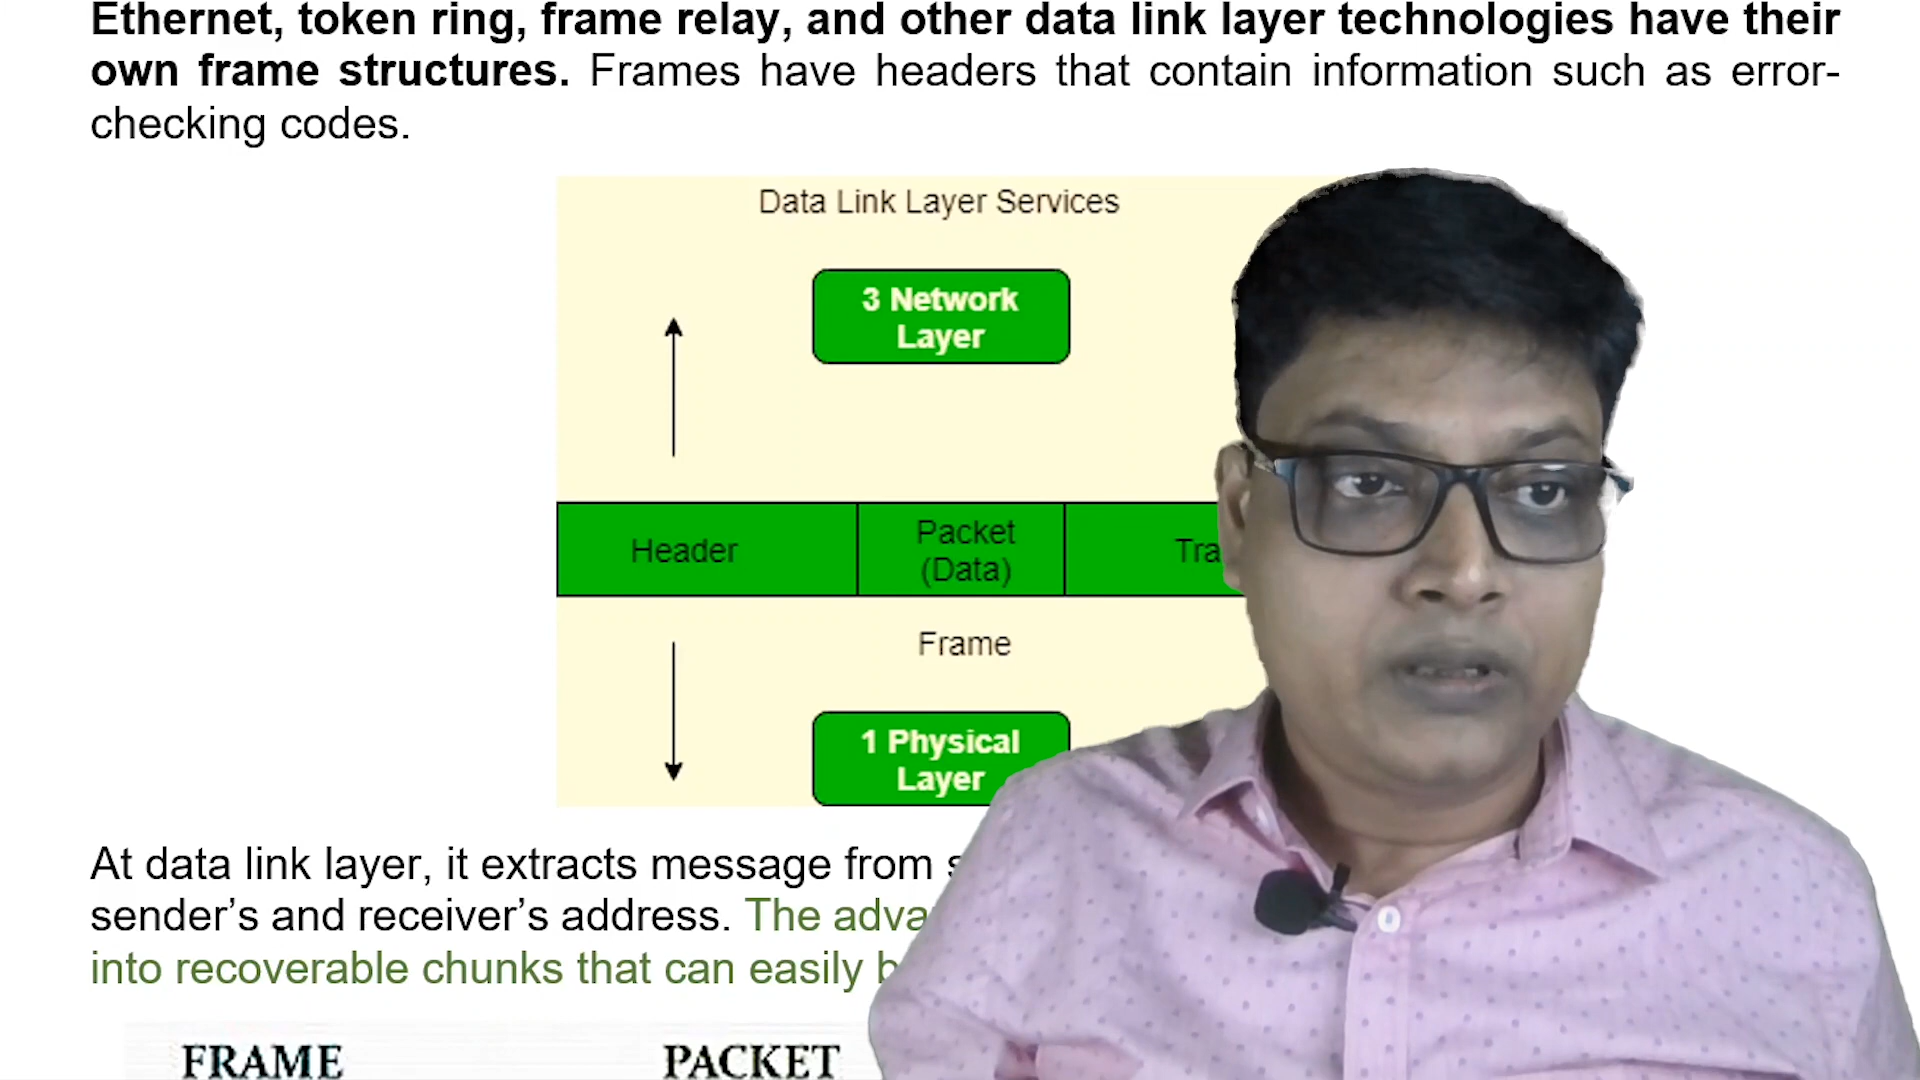 Ethernet, token ring, frame relay, and other data link layer technologies have their
own frame structures. Frames have headers that contain information such as error-
checking codes.
Data Link Layer Services
3 Network
Layer
Header
Packet
(Data)
Frame
1 Physical
Layer
At data link layer, it extracts message from
sender’s and receiver’s address. The
into recoverable chunks that can easily
FRAME
PACKET